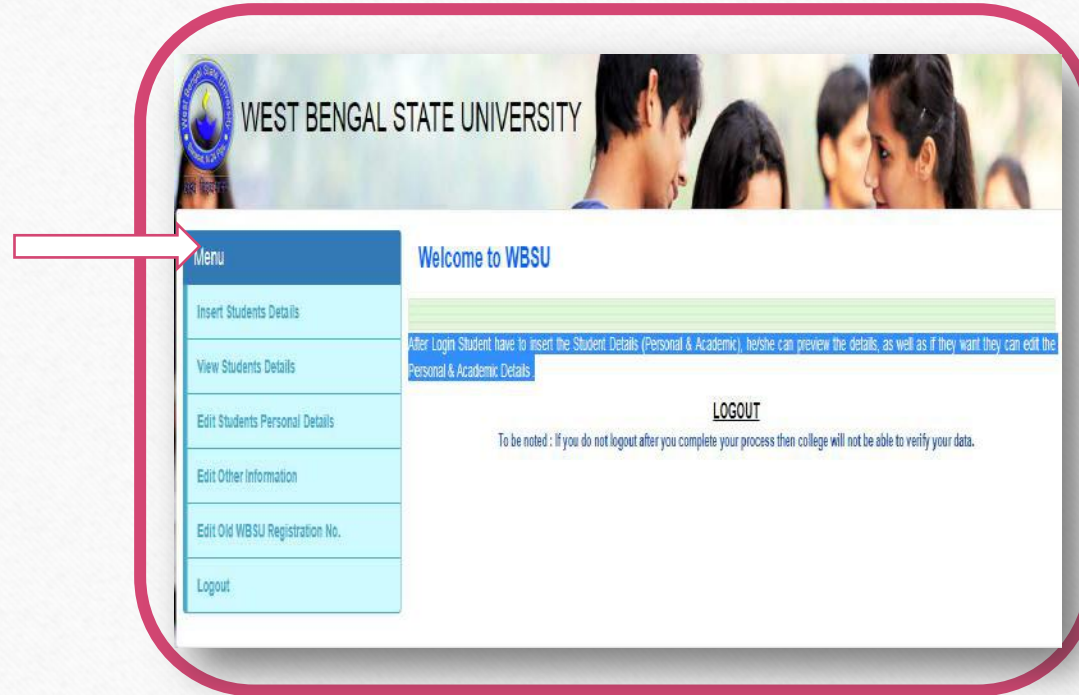 West Bengal State University
WEST BENGAL STATE UNIVERSITY
Menu
Insert Students Details
View Students Details
Edit Students Personal Details
Edit Other Information
Edit Old WBSU Registration No.
Logout
Welcome to WBSU
After Login Student have to insert the Student Details (Personal & Academic), he/she can preview the details, as well as if they want they can edit the
Personal & Academic Details .
LOGOUT
To be noted : If you do not logout after you complete your process then college will not be able to verify your data.